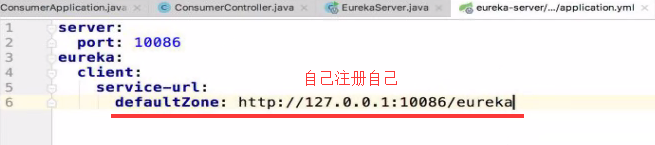 ConsumerApplication.java
ConsumerController.java
EurekaServer.java
eureka-server/.../application.yml
1 server:
2 port: 10086
3 eureka:
4 client:
5 service-url:
自己注册自己
6 defaultZone: http://127.0.0.1:10086/eureka